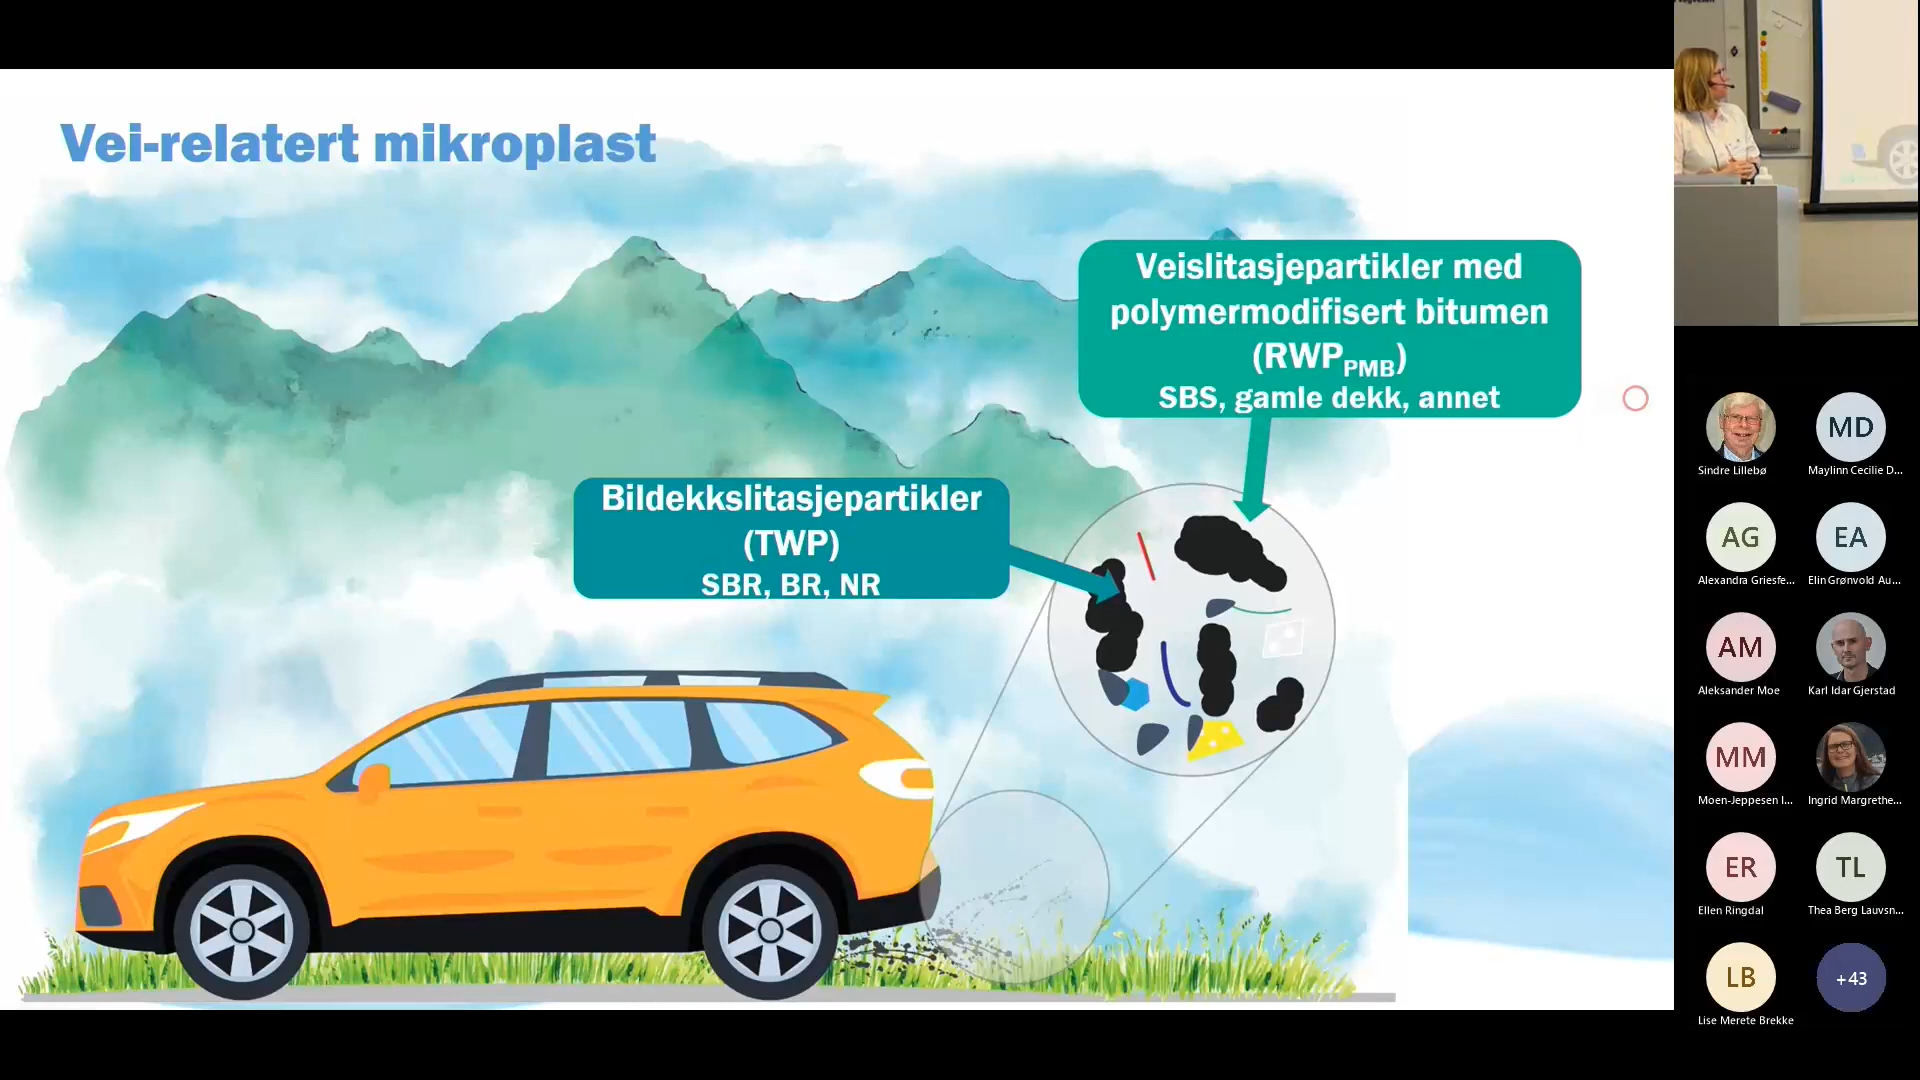 Vei-relatert mikroplast
Veislitasjepartikler med
polymermodifisert bitumen
(RWPPMB)
SBS, gamle dekk, annet
Bildekkslitasjepartikler
(TWP)
SBR, BR, NR
Sindre Lillebø
MD
Maylinn Cecilie D...
AG
Alexandra Griesfe...
EA
Elin Grønvold Au...
AM
Aleksander Moe
Karl Idar Gjerstad
MM
Moen-Jeppesen I...
Ingrid Margrethe...
ER
Ellen Ringdal
TL
Thea Berg Lauvsn...
LB
Lise Merete Brekke
+43